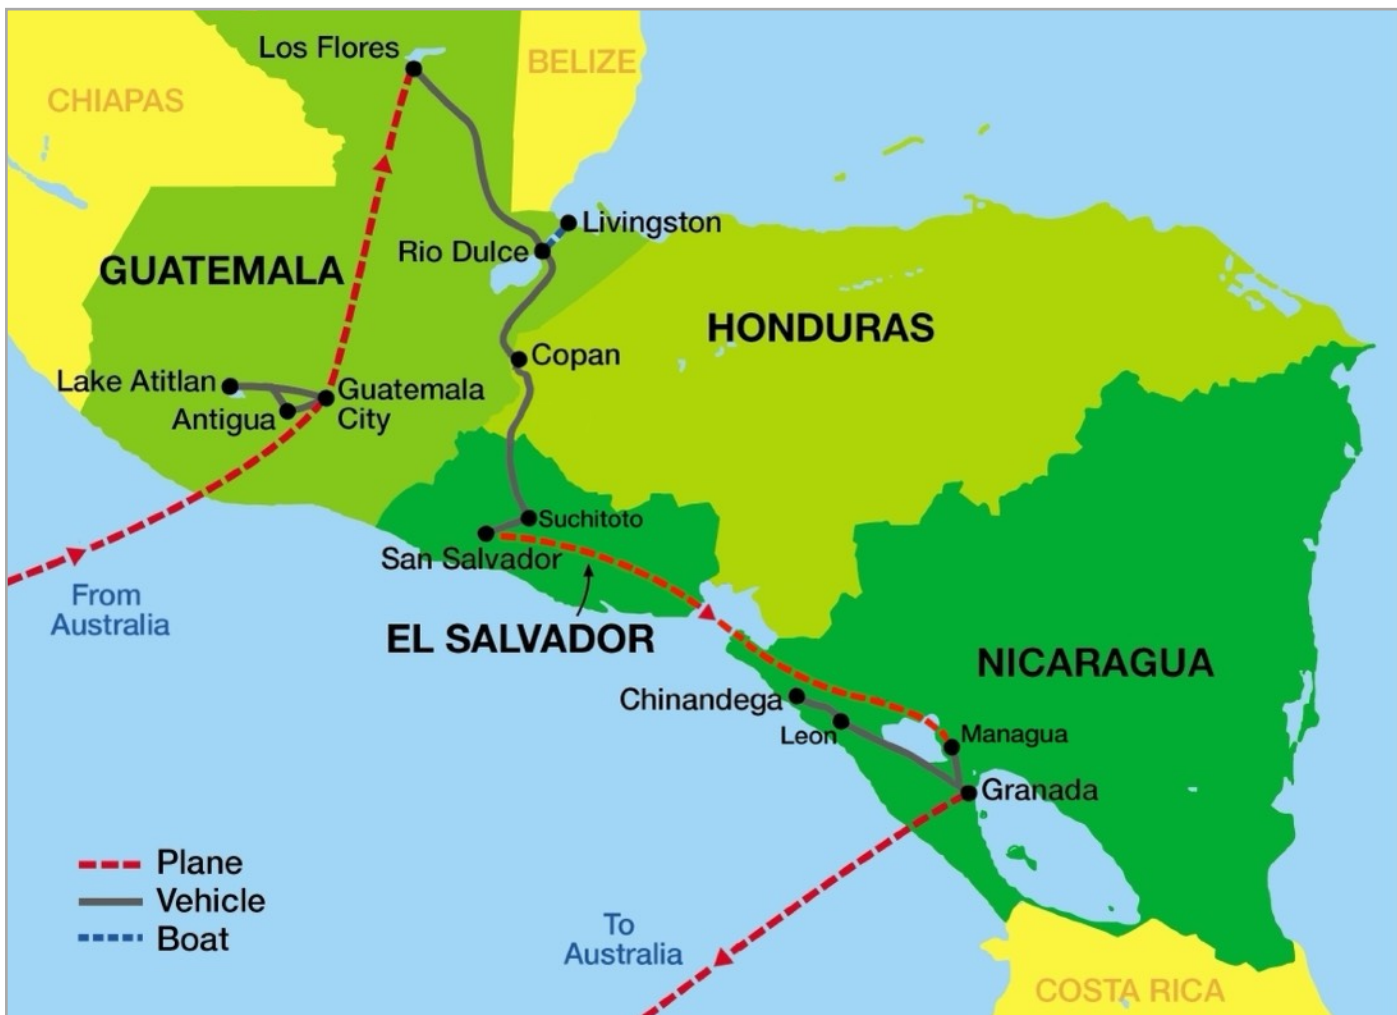 Los Flores
BELIZE
CHIAPAS
Livingston
Rio Dulce
GUATEMALA
HONDURAS
Copan
Lake Atitlan
Guatemala
City
Antigua
Suchitoto
San Salvador
From
Australia
EL SALVADOR
NICARAGUA
Chinandega
Leon
Managua
Granada
Plane
Vehicle
Boat
To
Australia
COSTA RICA